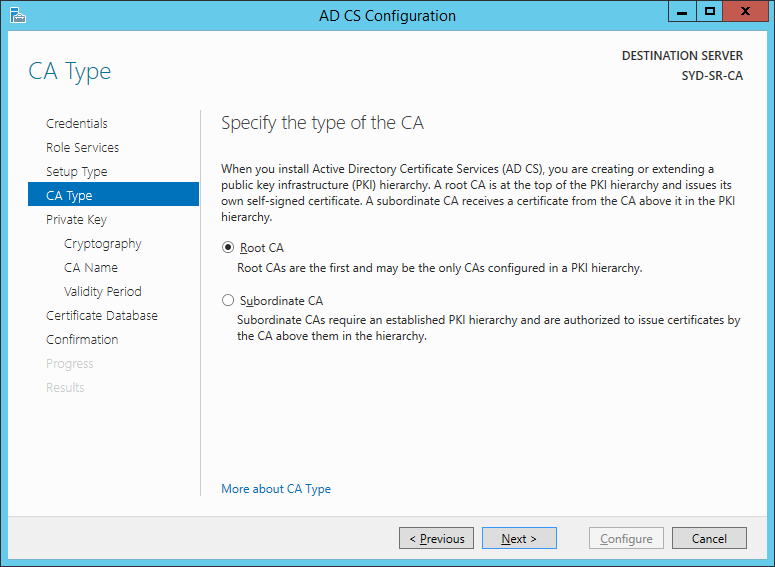 AD CS Configuration
CA Type
DESTINATION SERVER
SYD-SR-CA
Credentials
Role Services
Setup Type
CA Type
Private Key
Cryptography
CA Name
Validity Period
Certificate Database
Confirmation
Progress
Results
Specify the type of the CA
When you install Active Directory Certificate Services (AD CS), you are creating or extending a
public key infrastructure (PKI) hierarchy. A root CA is at the top of the PKI hierarchy and issues its
own self-signed certificate. A subordinate CA receives a certificate from the CA above it in the PKI
hierarchy.
Root CA
Root CAs are the first and may be the only CAs configured in a PKI hierarchy.
Subordinate CA
Subordinate CAs require an established PKI hierarchy and are authorized to issue certificates by
the CA above them in the hierarchy.
More about CA Type
< Previous
Next >
Configure
Cancel